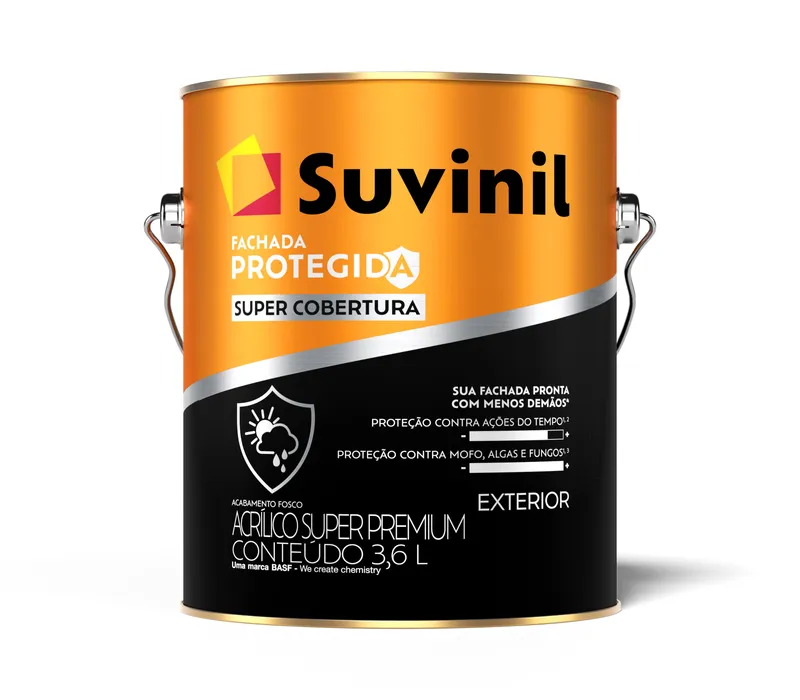 Suvinil
FACHADA
PROTEGIDA
SUPER COBERTURA
SUA FACHADA PRONTA
COM MENOS DEMÃOS⁴
PROTEÇÃO CONTRA AÇÕES DO TEMPO¹,²
- +
PROTEÇÃO CONTRA MOFO, ALGAS E FUNGOS¹,³
- +
EXTERIOR
ACABAMENTO FOSCO
ACRÍLICO SUPER PREMIUM
CONTEÚDO 3,6 L
Uma marca BASF - We create chemistry